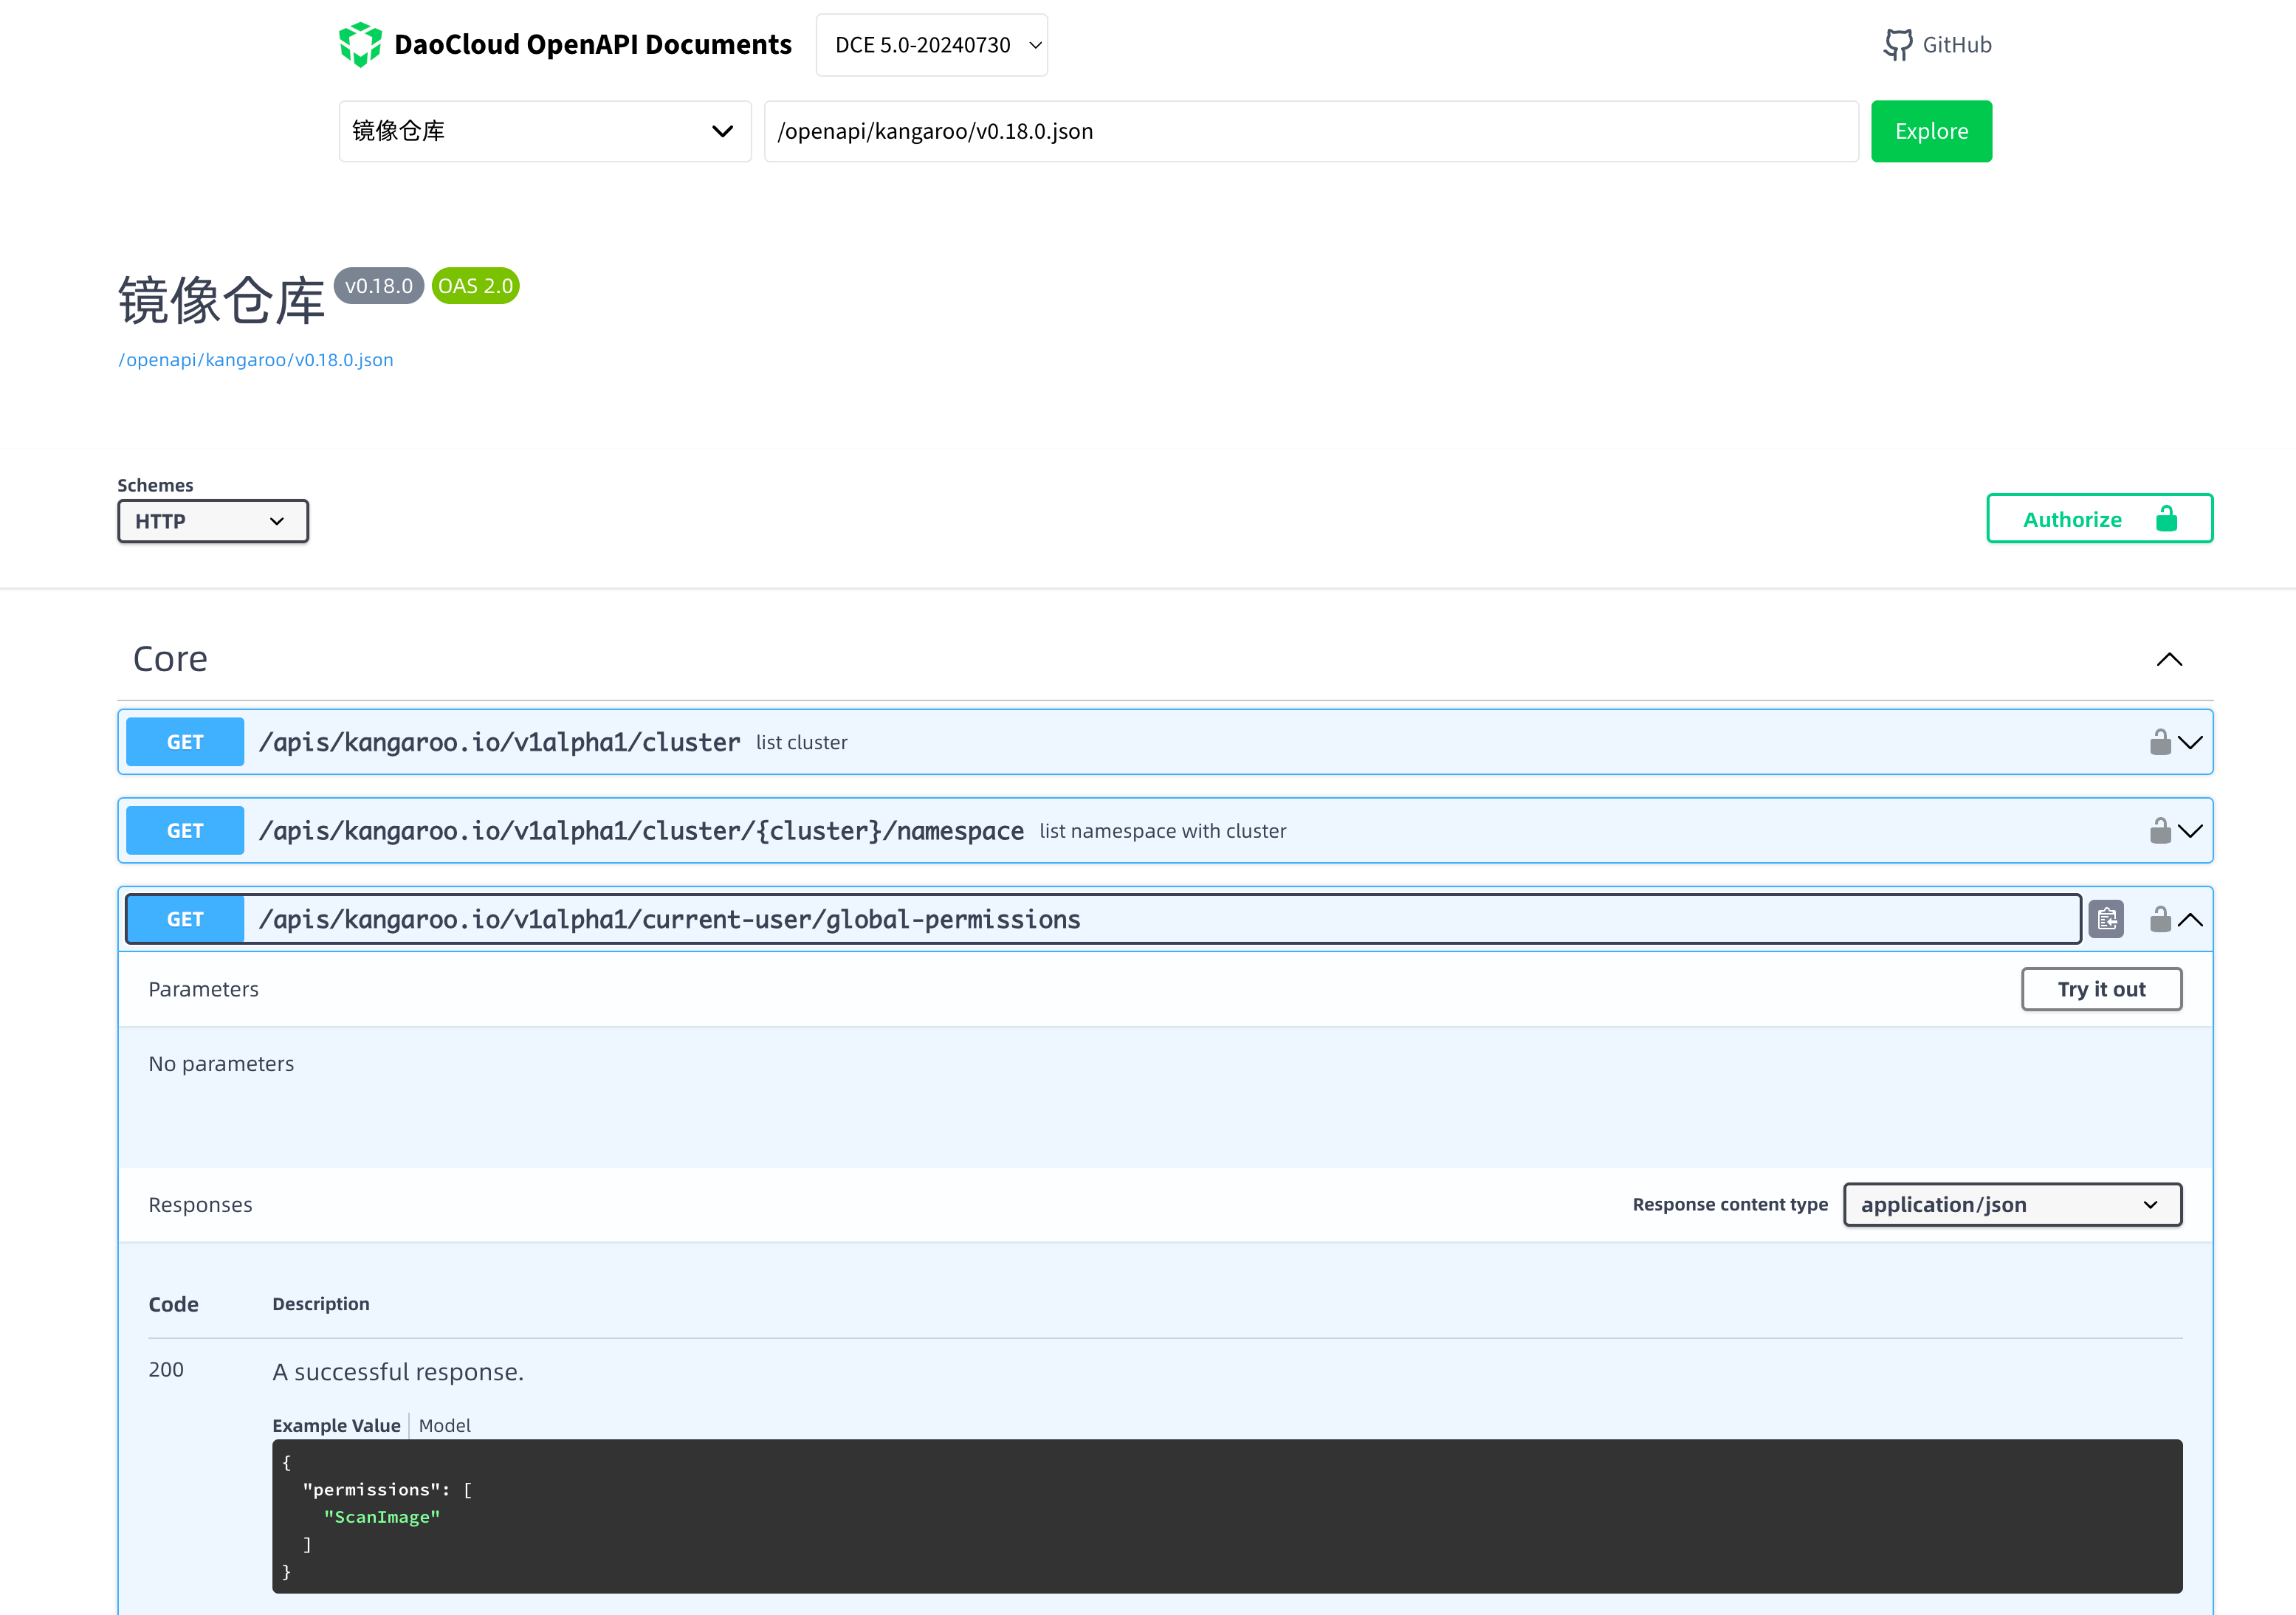 DaoCloud OpenAPI Documents
DCE 5.0-20240730
GitHub
镜像仓库
/openapi/kangaroo/v0.18.0.json
Explore
镜像仓库 v0.18.0 OAS 2.0
/openapi/kangaroo/v0.18.0.json
Schemes
HTTP
Authorize
Core
GET /apis/kangaroo.io/v1alpha1/cluster list cluster
GET /apis/kangaroo.io/v1alpha1/cluster/{cluster}/namespace list namespace with cluster
GET /apis/kangaroo.io/v1alpha1/current-user/global-permissions
Parameters
Try it out
No parameters
Responses
Response content type
application/json
Code Description
200 A successful response.
Example Value Model
{
"permissions": [
"ScanImage"
]
}